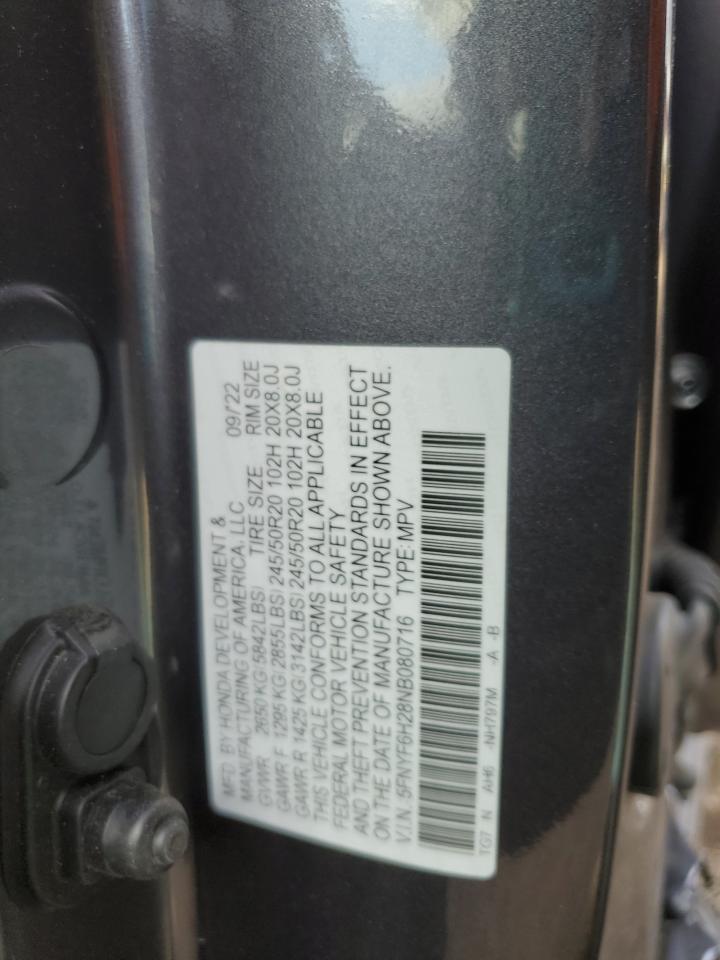 MFD BY HONDA DEVELOPMENT &
MANUFACTURING OF AMERICA, LLC 09/'22
GVWR 2650 KG(5842LBS) TIRE SIZE RIM SIZE
GAWR F 1295 KG(2855LBS) 245/50R20 102H 20X8.0J
GAWR R 1425 KG(3142LBS) 245/50R20 102H 20X8.0J
THIS VEHICLE CONFORMS TO ALL APPLICABLE
FEDERAL MOTOR VEHICLE SAFETY
AND THEFT PREVENTION STANDARDS IN EFFECT
ON THE DATE OF MANUFACTURE SHOWN ABOVE.
V.I.N. :5FNYF6H28NB080716 TYPE:MPV
TG7 N AH6 -NH797M -A -B